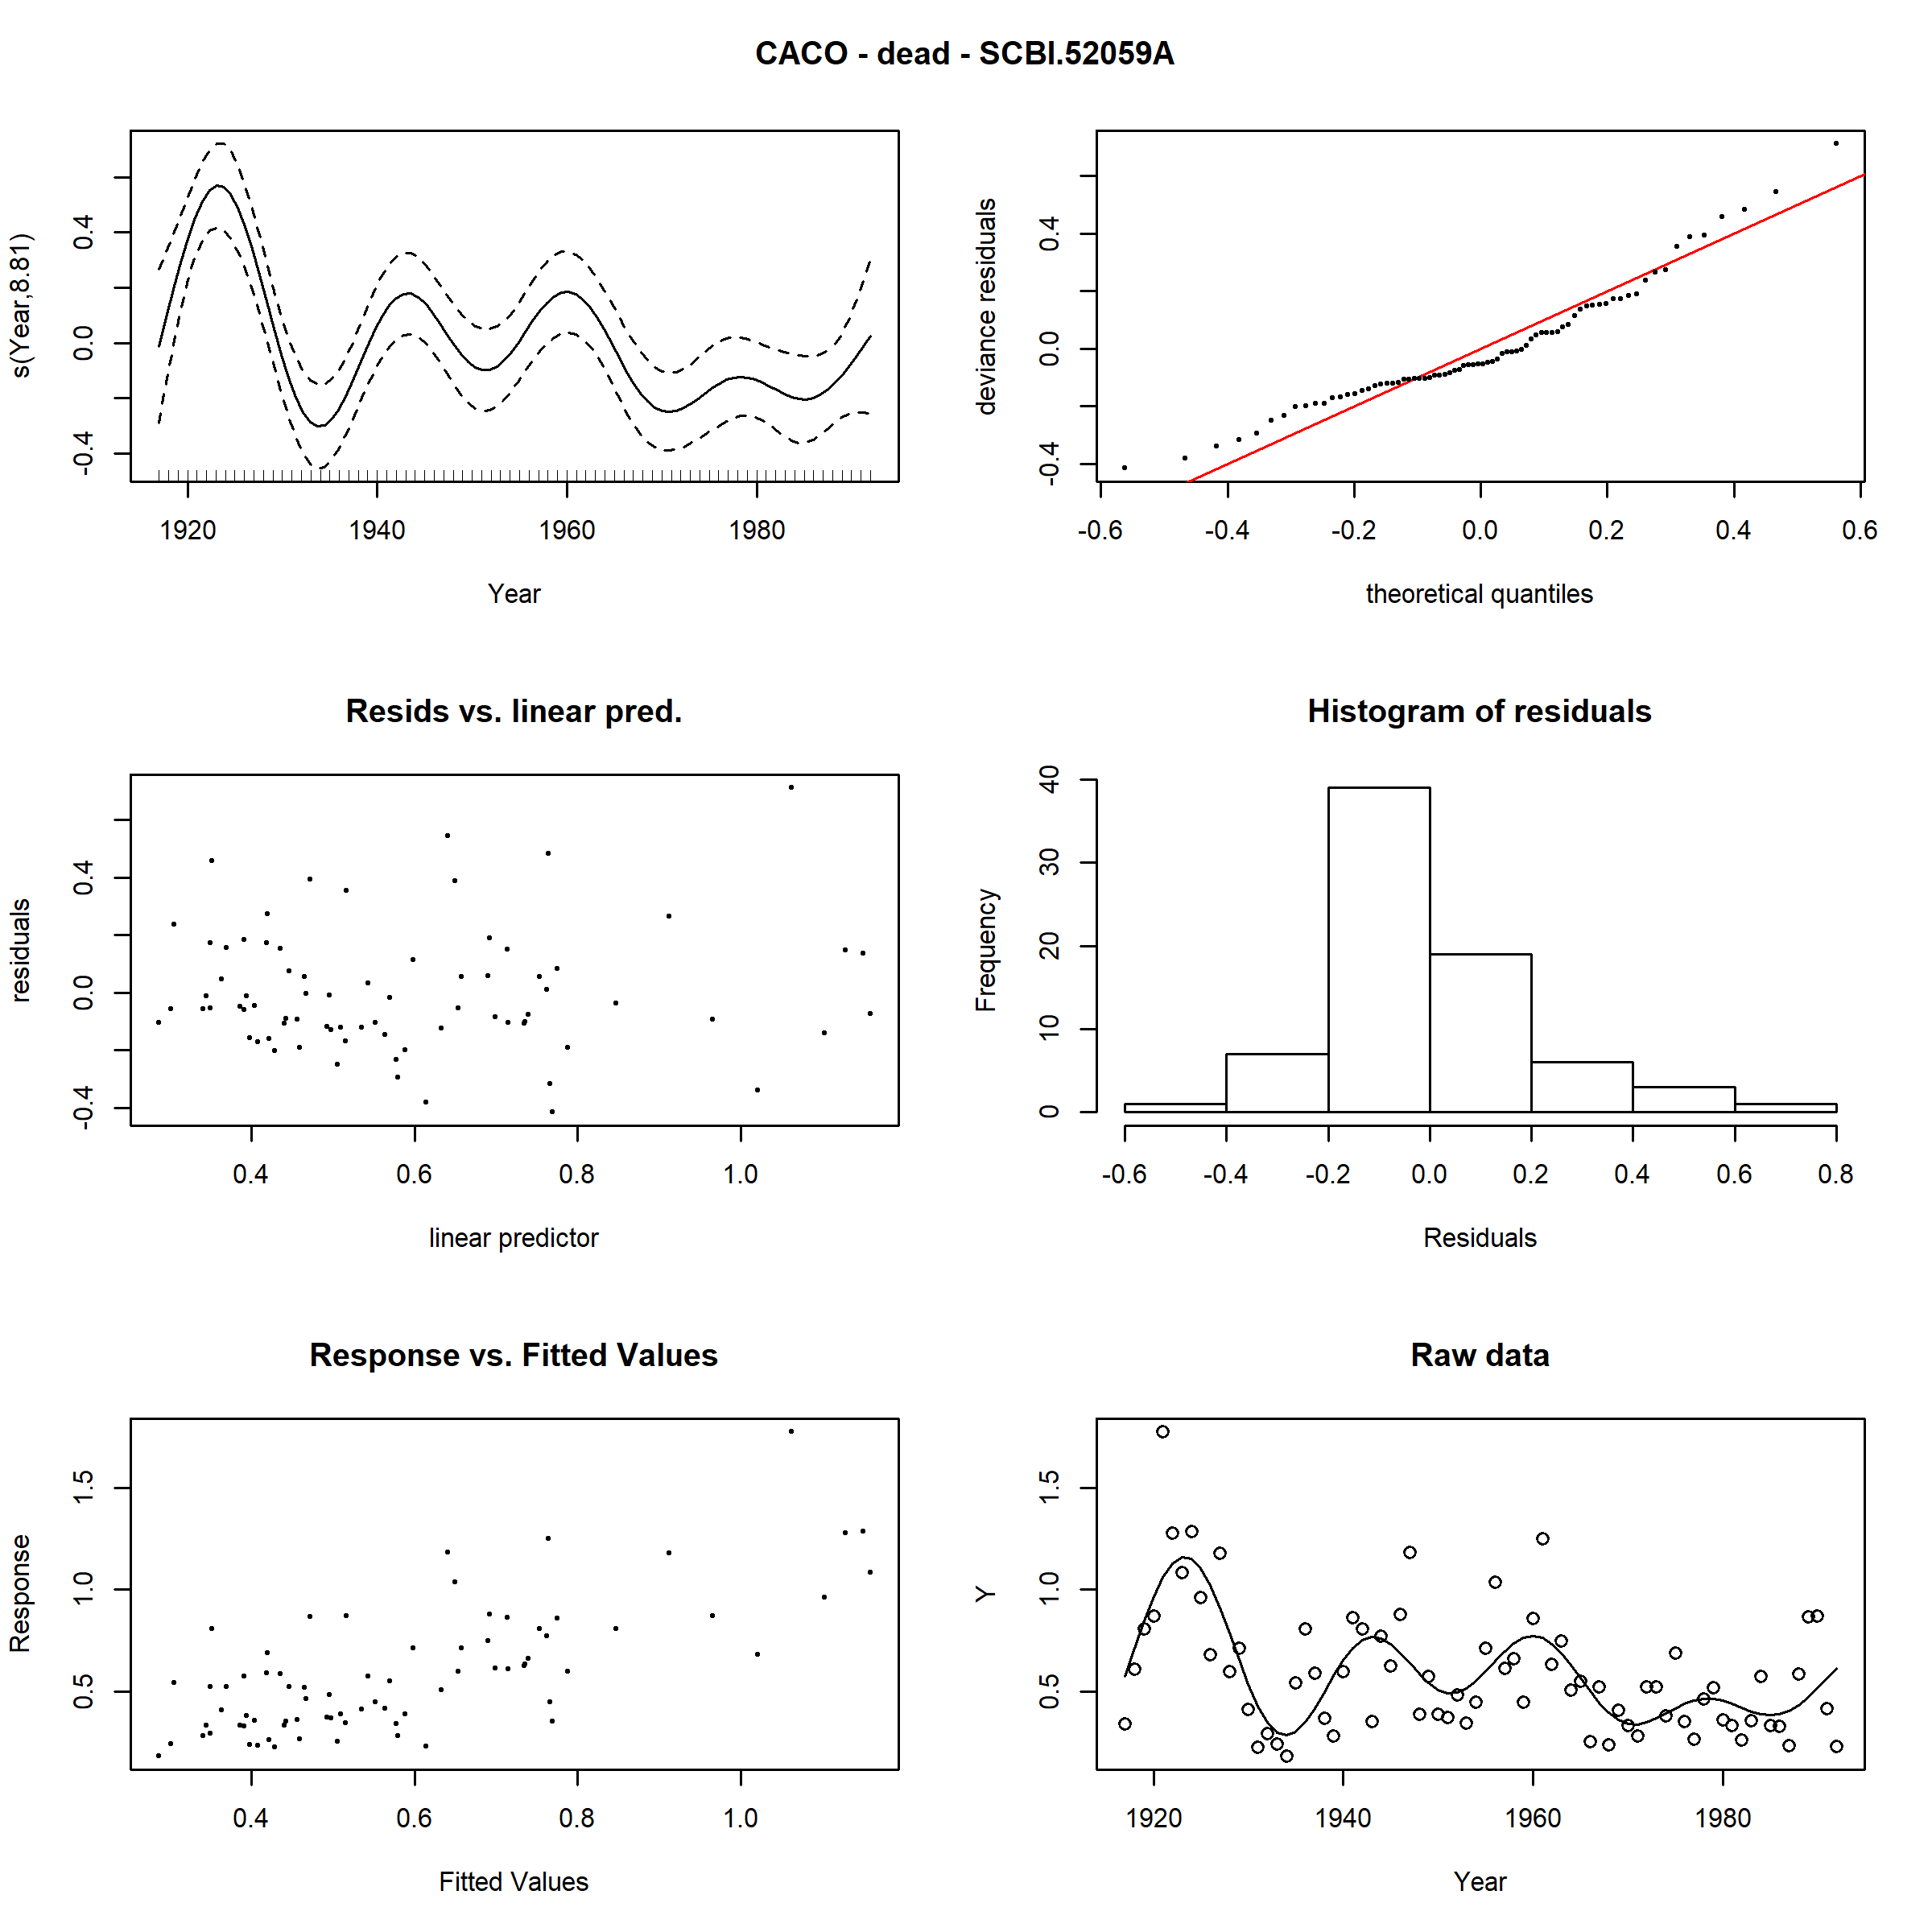 CACO - dead - SCBI.52059A
s(Year,8.81)
-0.4 0.0 0.4
1920 1940 1960 1980
Year
deviance residuals
-0.4 0.0 0.4
-0.6 -0.4 -0.2 0.0 0.2 0.4 0.6
theoretical quantiles
Resids vs. linear pred.
residuals
-0.4 0.0 0.4
0.4 0.6 0.8 1.0
linear predictor
Histogram of residuals
Frequency
0 10 20 30 40
-0.6 -0.4 -0.2 0.0 0.2 0.4 0.6 0.8
Residuals
Response vs. Fitted Values
Response
0.5 1.0 1.5
0.4 0.6 0.8 1.0
Fitted Values
Raw data
Y
0.5 1.0 1.5
1920 1940 1960 1980
Year